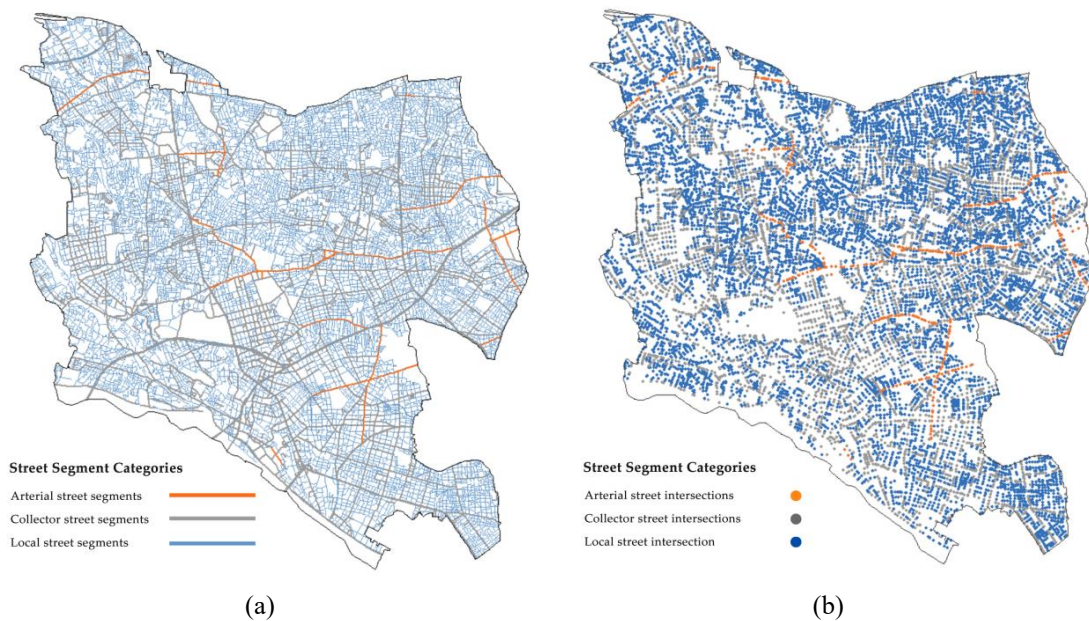 Street Segment Categories
Arterial street segments
Collector street segments
Local street segments
(a)
Street Segment Categories
Arterial street intersections
Collector street intersections
Local street intersection
(b)